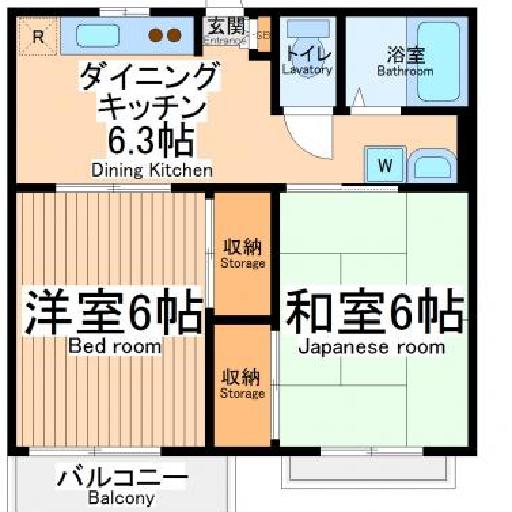 R
玄関
Entrance
SB
トイレ
Lavatory
浴室
Bathroom
ダイニング
キッチン
6.3帖
Dining Kitchen
W
収納
Storage
洋室6帖
Bed room
和室6帖
Japanese room
収納
Storage
バルコニー
Balcony